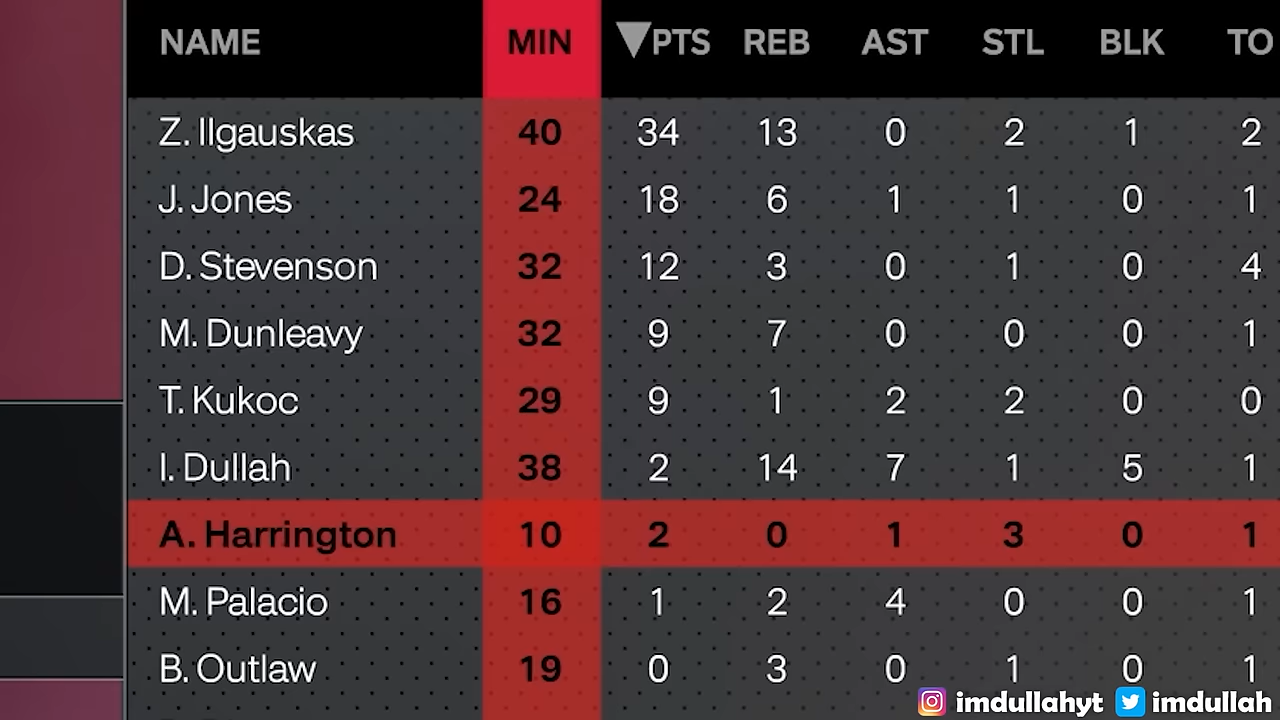 NAME MIN PTS REB AST STL BLK TO
Z. Ilgauskas 40 34 13 0 2 1 2
J. Jones 24 18 6 1 1 0 1
D. Stevenson 32 12 3 0 1 0 4
M. Dunleavy 32 9 7 0 0 0 1
T. Kukoc 29 9 1 2 2 0 0
I. Dullah 38 2 14 7 1 5 1
A. Harrington 10 2 0 1 3 0 1
M. Palacio 16 1 2 4 0 0 1
B. Outlaw 19 0 3 0 1 0 1
imdullahyt imdullah